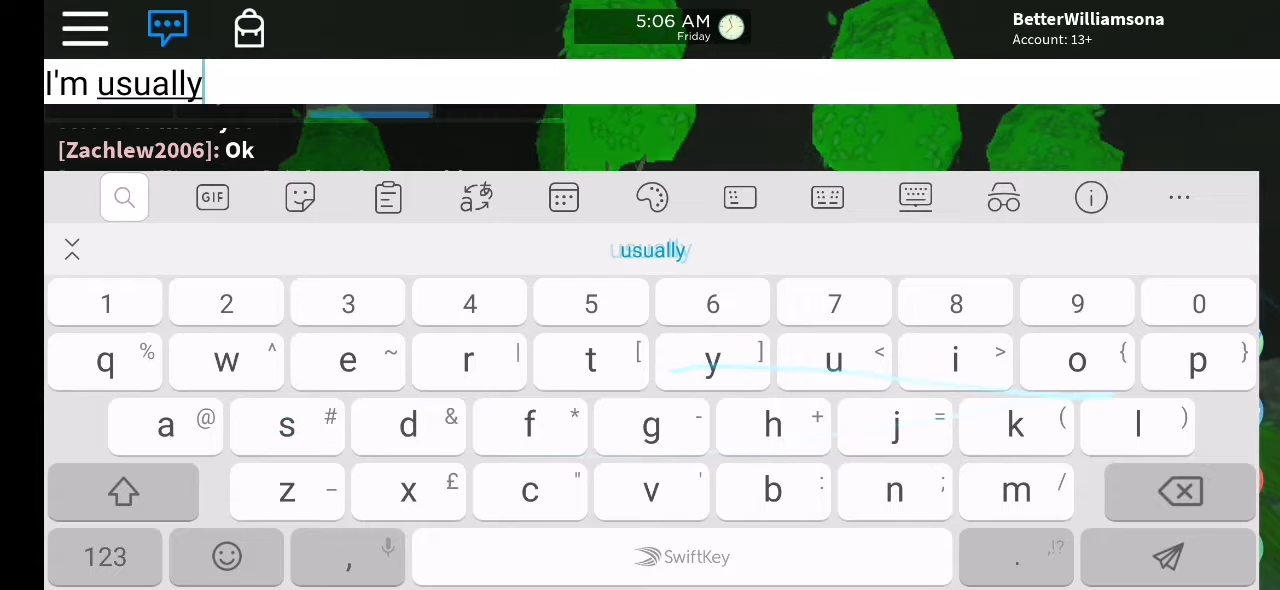 5:06 AM
Friday
BetterWilliamsona
Account: 13+
I'm usually
[Zachlew2006]: Ok
GIF
usually
1 2 3 4 5 6 7 8 9 0
q % w ^ e ~ r | t [ y ] u < i > o { p }
a @ s # d & f * g - h + j = k ( l )
z _ x £ c " v ' b : n ; m /
123 , SwiftKey . ,!?